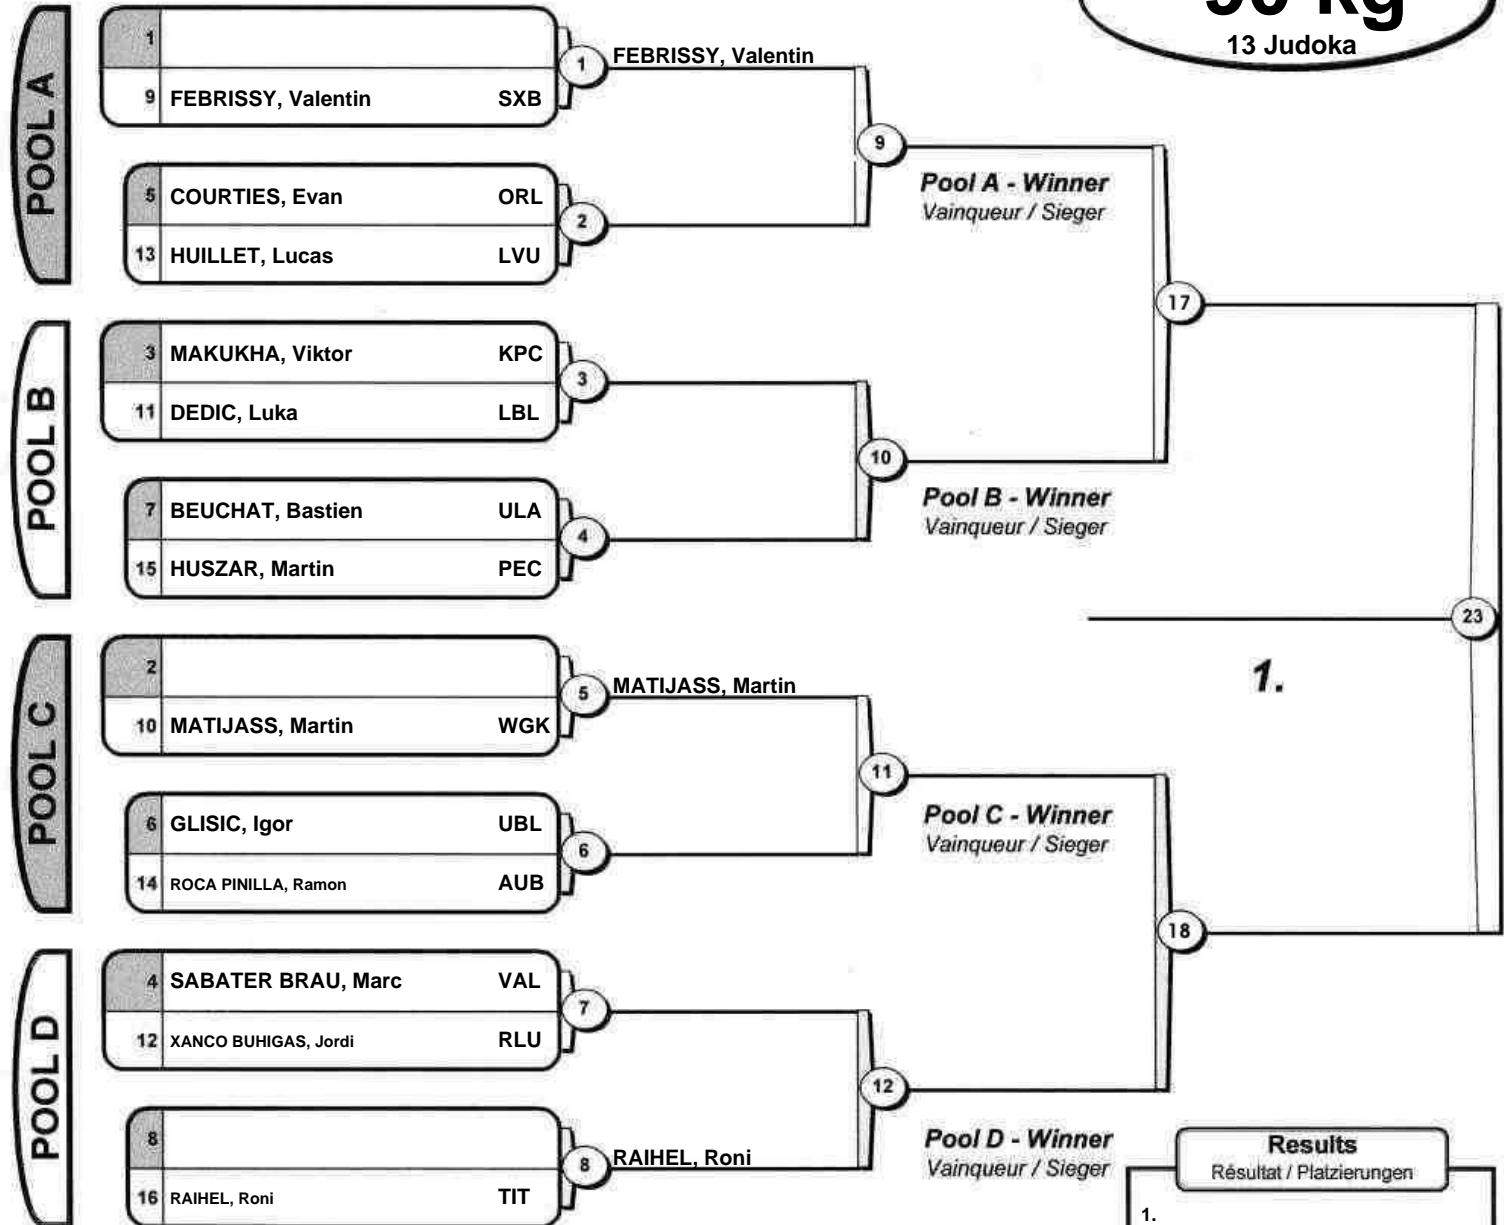 90 kg
13 Judoka
POOL A
1
1 FEBRISSY, Valentin
9 FEBRISSY, Valentin SXB
9
5 COURTIES, Evan ORL
2
13 HUILLET, Lucas LVU
Pool A - Winner
Vainqueur / Sieger
17
POOL B
3 MAKUKHA, Viktor KPC
3
11 DEDIC, Luka LBL
10
7 BEUCHAT, Bastien ULA
4
15 HUSZAR, Martin PEC
Pool B - Winner
Vainqueur / Sieger
23
1.
POOL C
2
5 MATIJASS, Martin
10 MATIJASS, Martin WGK
11
6 GLISIC, Igor UBL
6
14 ROCA PINILLA, Ramon AUB
Pool C - Winner
Vainqueur / Sieger
18
POOL D
4 SABATER BRAU, Marc VAL
7
12 XANCO BUHIGAS, Jordi RLU
12
8
8 RAIHEL, Roni
16 RAIHEL, Roni TIT
Pool D - Winner
Vainqueur / Sieger
Results
Résultat / Platzierungen
1.